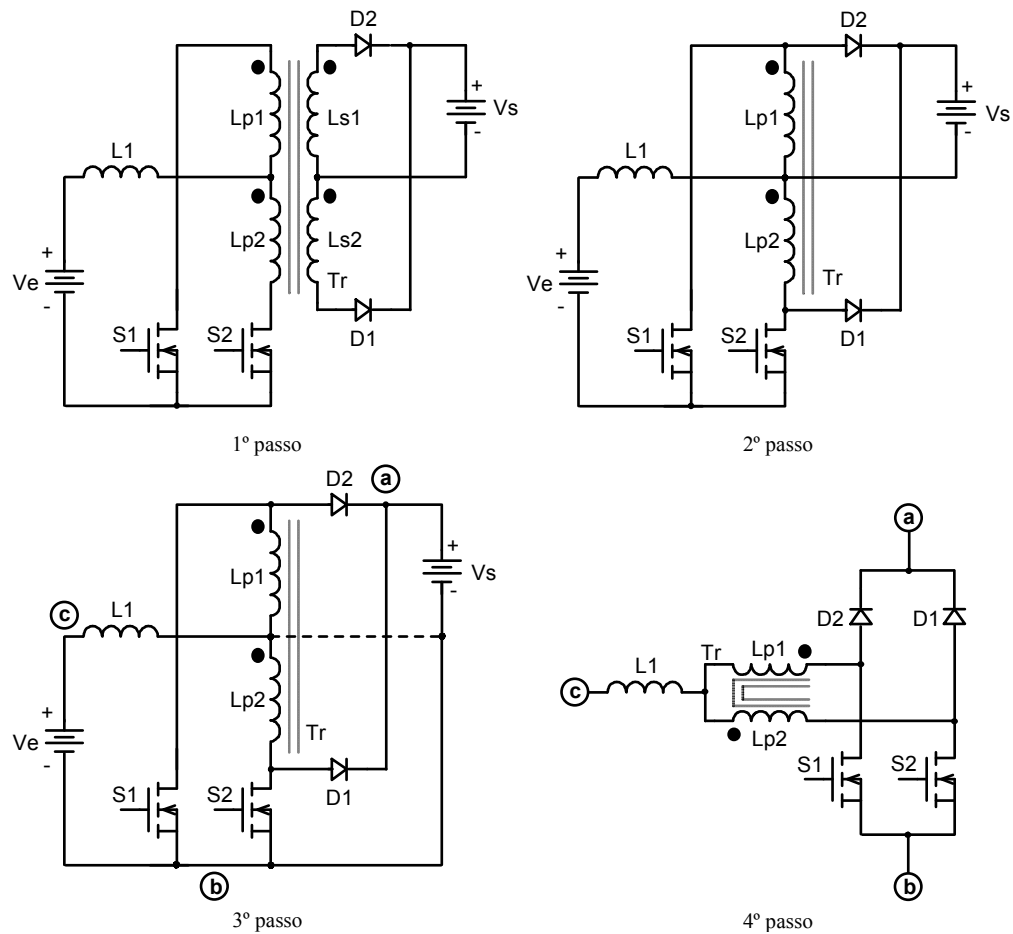 D2
Lp1
Ls1
+
Vs
-
L1
Lp2
Ls2
Tr
+
Ve
-
D1
S1
S2
1º passo
D2
Lp1
+
Vs
-
L1
Lp2
Tr
+
Ve
-
D1
S1
S2
2º passo
D2
a
Lp1
+
Vs
-
c
L1
Lp2
Tr
+
Ve
-
D1
S1
S2
b
3º passo
a
D2
D1
Tr
Lp1
L1
c
Lp2
S1
S2
b
4º passo